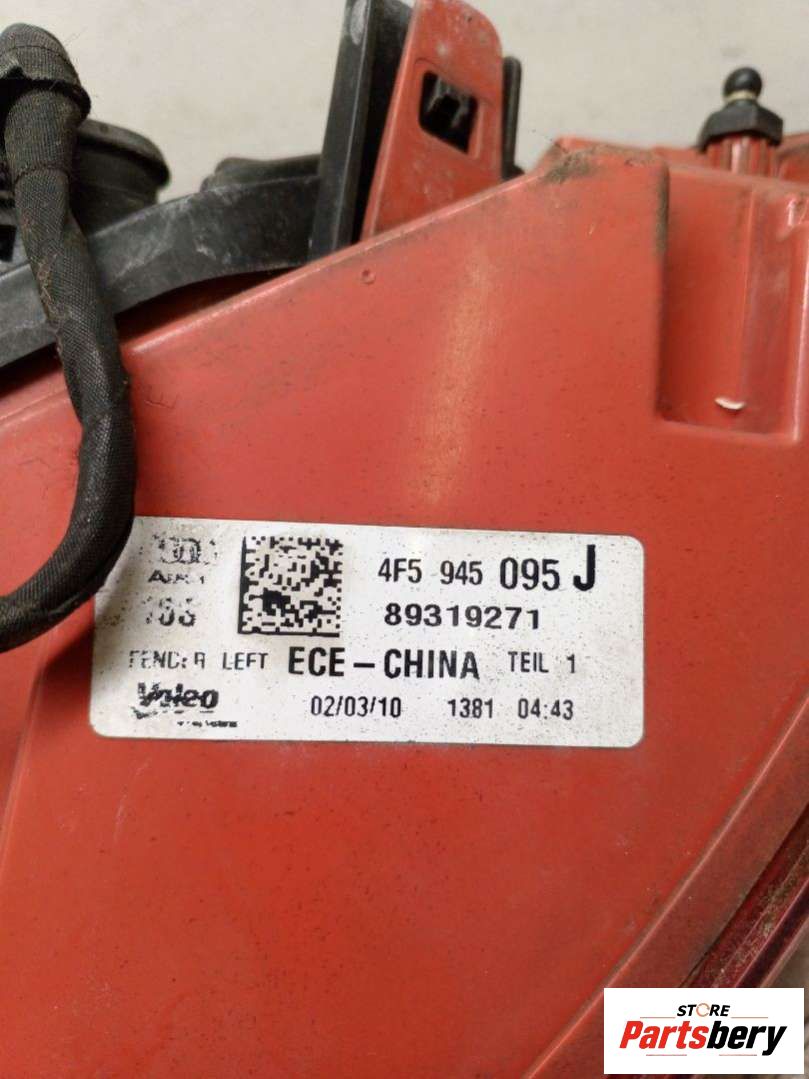 4F5 945 095 J
AUDI
89319271
FENDER LEFT ECE-CHINA TEIL 1
Valeo
02/03/10 1381 04:43
STORE
Partsbery